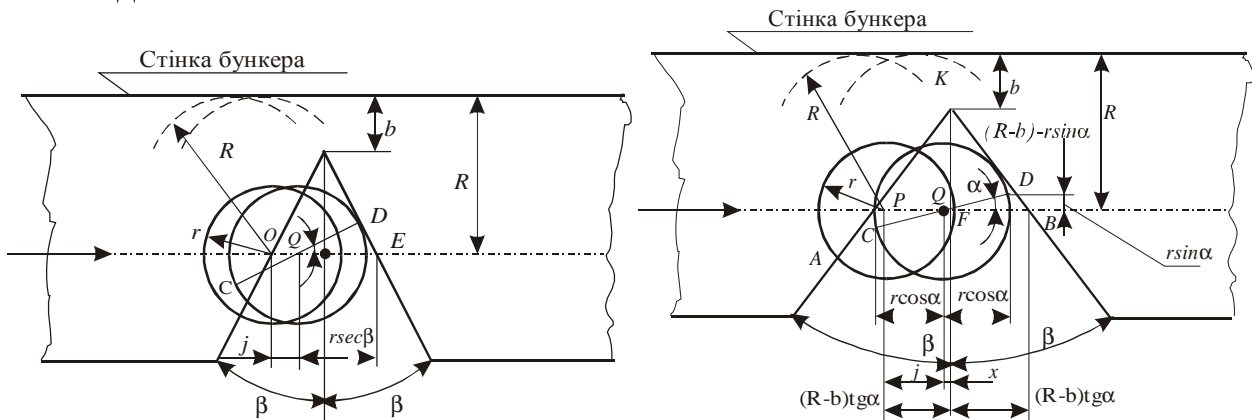 Стінка бункера
b
R
R
r
O
Q
D
E
C
j
rsecβ
β
β
Стінка бункера
K
b
R
R
(R-b)-rsinα
r
P
Q
α
D
F
B
C
A
rsinα
rcosα
rcosα
β
β
j
x
(R-b)tgα
(R-b)tgα